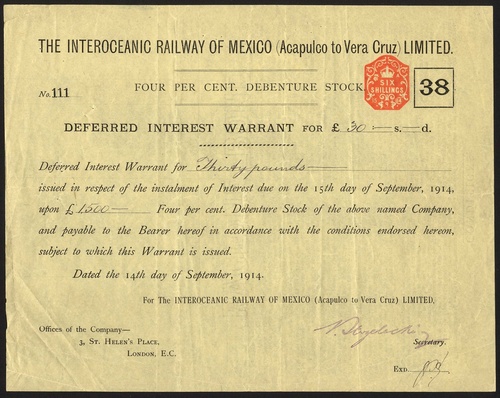 THE INTEROCEANIC RAILWAY OF MEXICO (Acapulco to Vera Cruz) LIMITED.
No. 111
FOUR PER CENT. DEBENTURE STOCK
SIX SHILLINGS
38
DEFERRED INTEREST WARRANT FOR £ 30 — s. — d.
Deferred Interest Warrant for Thirty pounds —
issued in respect of the instalment of Interest due on the 15th day of September, 1914,
upon £1500 — Four per cent. Debenture Stock of the above named Company,
and payable to the Bearer hereof in accordance with the conditions endorsed hereon,
subject to which this Warrant is issued.
Dated the 14th day of September, 1914.
For The INTEROCEANIC RAILWAY OF MEXICO (Acapulco to Vera Cruz) LIMITED,
Offices of the Company—
3, St. Helen's Place,
London, E.C.
Secretary.
Exd